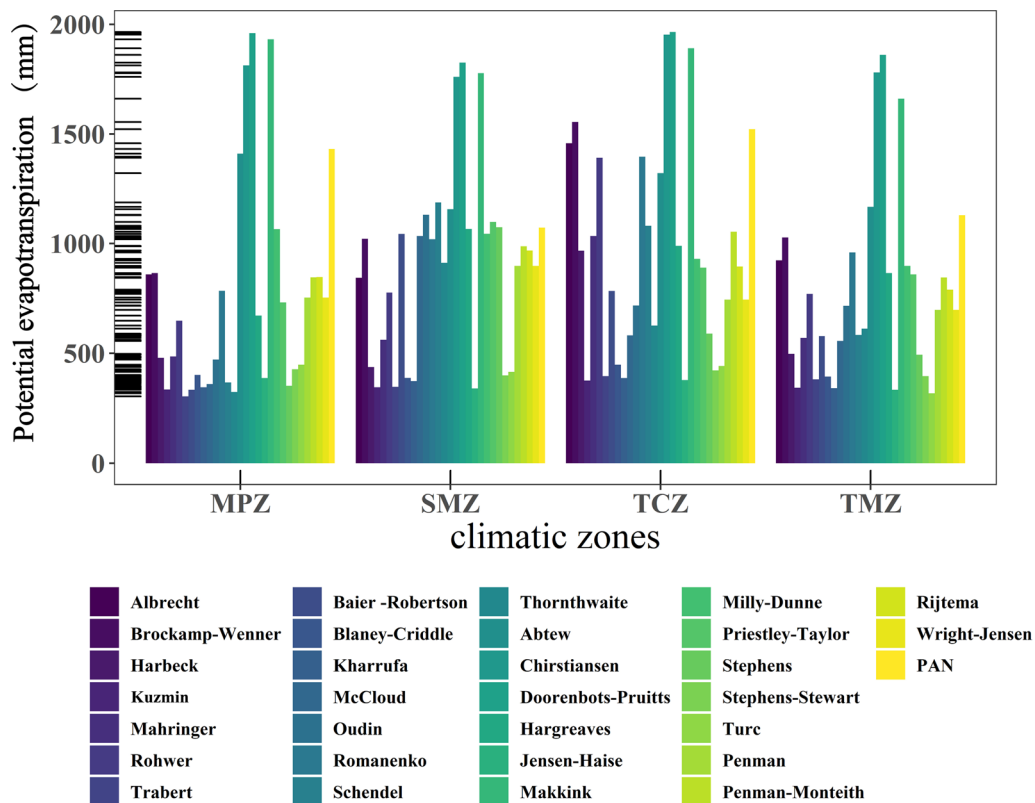 Potential evapotranspiration (mm)
2000
1500
1000
500
0
MPZ SMZ TCZ TMZ
climatic zones
Albrecht
Brockamp-Wenner
Harbeck
Kuzmin
Mahringer
Rohwer
Trabert
Baier -Robertson
Blaney-Criddle
Kharrufa
McCloud
Oudin
Romanenko
Schendel
Thornthwaite
Abtew
Chirstiansen
Doorenbots-Pruitts
Hargreaves
Jensen-Haise
Makkink
Milly-Dunne
Priestley-Taylor
Stephens
Stephens-Stewart
Turc
Penman
Penman-Monteith
Rijtema
Wright-Jensen
PAN